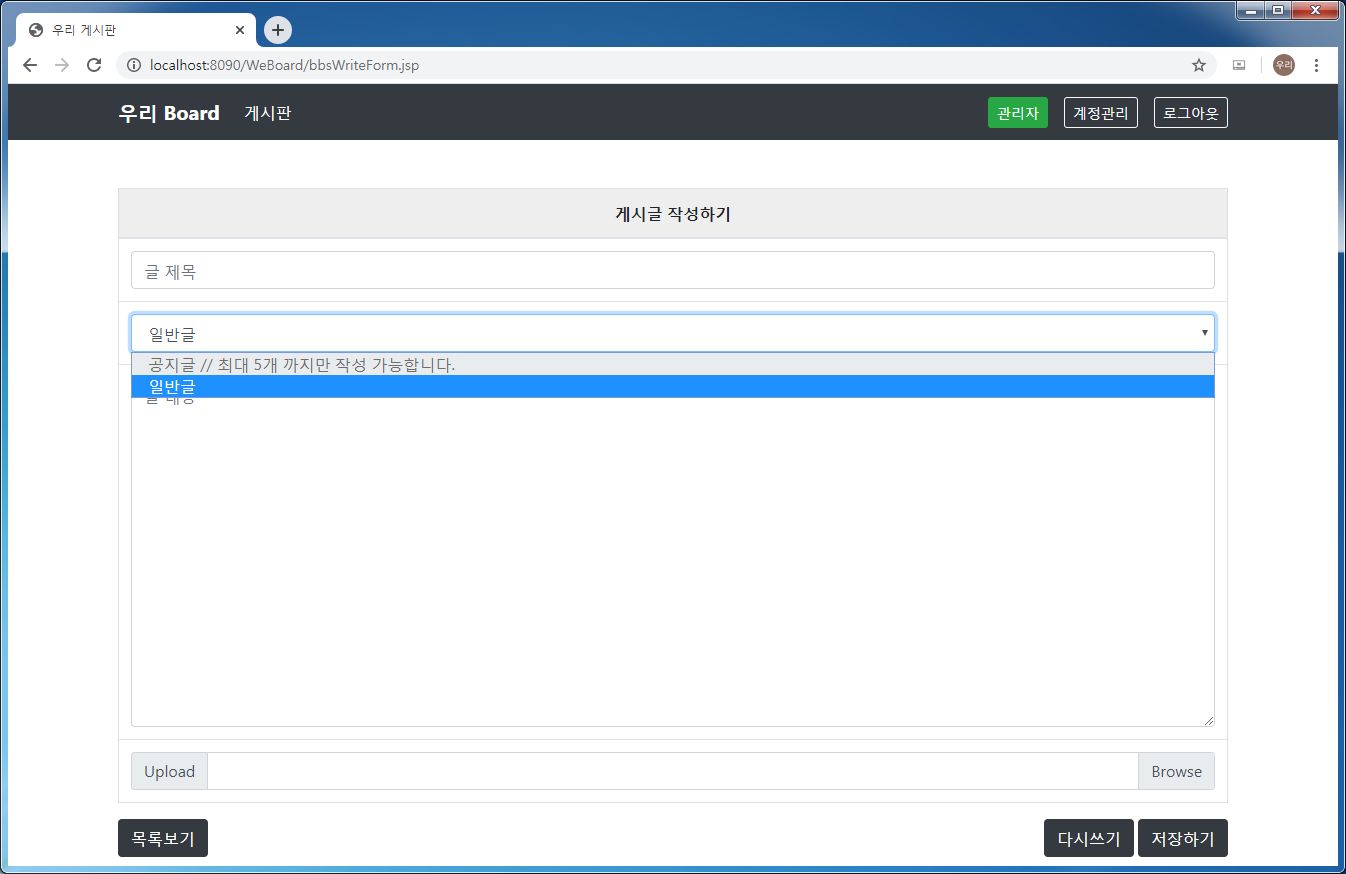 우리 게시판
localhost:8090/WeBoard/bbsWriteForm.jsp
우리
우리 Board 게시판 관리자 계정관리 로그아웃
게시글 작성하기
글 제목
일반글
공지글 // 최대 5개 까지만 작성 가능합니다.
일반글
Upload Browse
목록보기 다시쓰기 저장하기